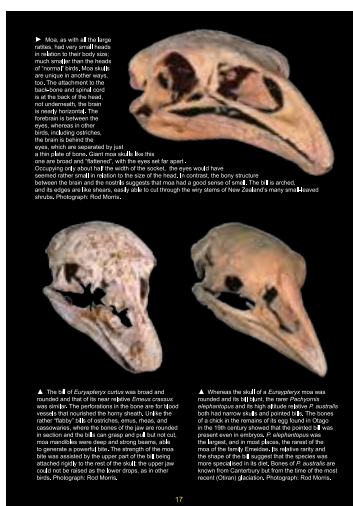 ► Moa, as with all the large
ratites, had very small heads
in relation to their body size;
much smaller than the heads
of "normal" birds. Moa skulls
are unique in another ways,
too. The attachment to the
back-bone and spinal cord
is at the back of the head,
not underneath, the brain
is nearly horizontal. The
forebrain is between the
eyes, whereas in other
birds, including ostriches,
the brain is behind the
eyes, which are separated by just
a thin plate of bone. Giant moa skulls like this
one are broad and "flattened", with the eyes set far apart.
Occupying only about half the width of the socket, the eyes would have
seemed rather small in relation to the size of the head. In contrast, the bony structure
between the brain and the nostrils suggests that moa had a good sense of smell. The bill is arched,
and its edges are like shears, easily able to cut through the wiry stems of New Zealand's many small-leaved
shrubs. Photograph: Rod Morris.
▲ The bill of Euryapteryx curtus was broad and
rounded and that of its near relative Emeus crassus
was similar. The perforations in the bone are for blood
vessels that nourished the horny sheath. Unlike the
rather "flabby" bills of ostriches, emus, rheas, and
cassowaries, where the bones of the jaw are rounded
in section and the bills can grasp and pull but not cut,
moa mandibles were deep and strong beams, able
to generate a powerful bite. The strength of the moa
bite was assisted by the upper part of the bill being
attached rigidly to the rest of the skull; the upper jaw
could not be raised as the lower drops, as in other
birds. Photograph: Rod Morris.
▲ Whereas the skull of a Euryapteryx moa was
rounded and its bill blunt, the rarer Pachyornis
elephantopus and its high altitude relative P. australis
both had narrow skulls and pointed bills. The bones
of a chick in the remains of its egg found in Otago
in the 19th century showed that the pointed bill was
present even in embryos. P. elephantopus was
the largest, and in most places, the rarest of the
moa of the family Emeidae. Its relative rarity and
the shape of the bill suggest that the species was
more specialised in its diet. Bones of P. australis are
known from Canterbury but from the time of the most
recent (Otiran) glaciation. Photograph: Rod Morris.
17